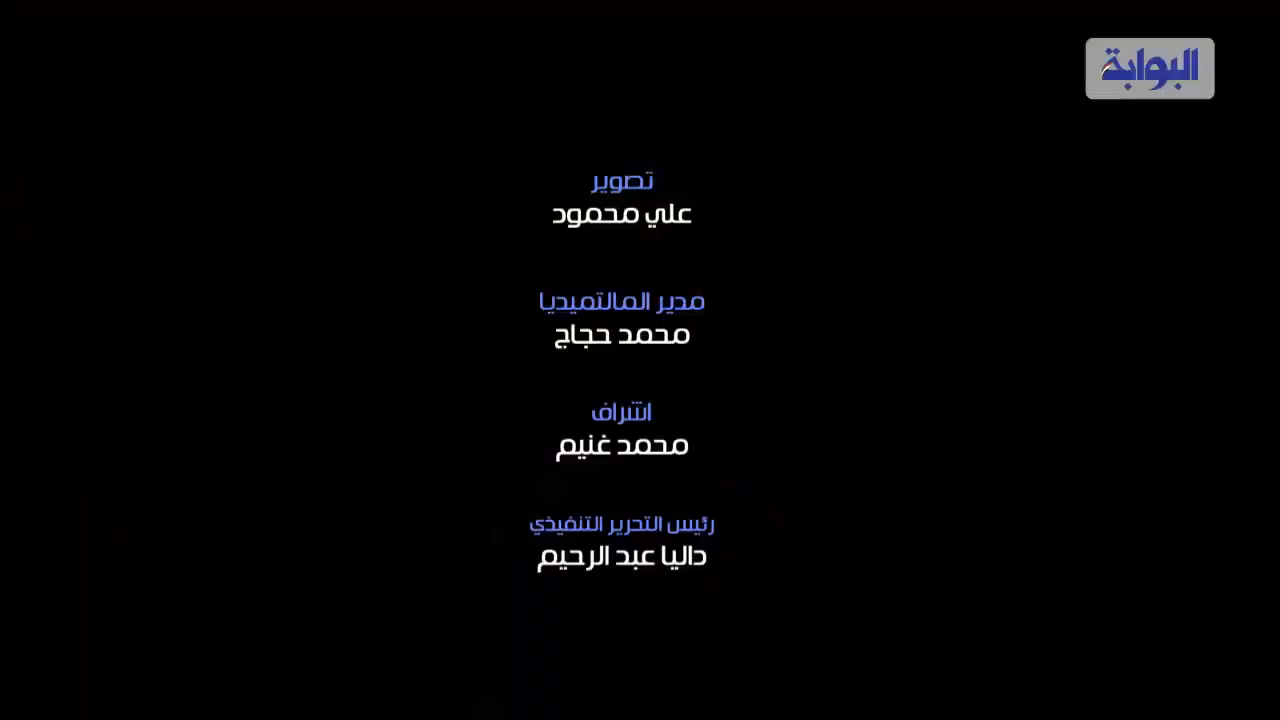 البوابة
تصوير
علي محمود
مدير المالتميديا
محمد حجاج
اشراف
محمد غنيم
رئيس التحرير التنفيذي
داليا عبد الرحيم